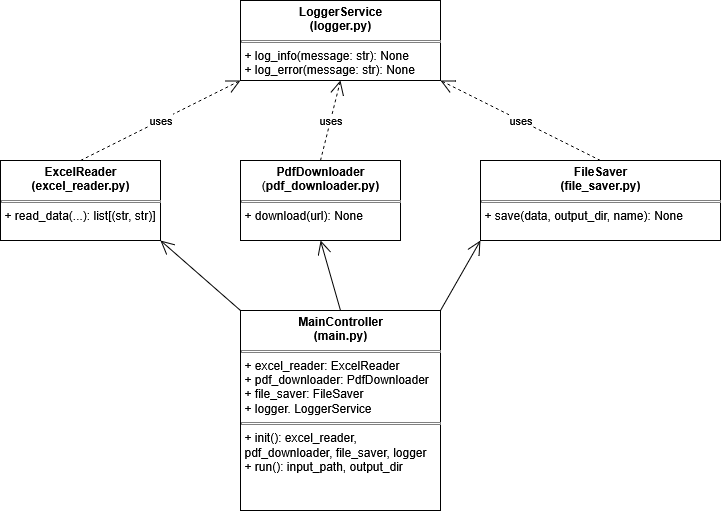 LoggerService
(logger.py)
+ log_info(message: str): None
+ log_error(message: str): None
uses
uses
uses
ExcelReader
(excel_reader.py)
+ read_data(...): list[(str, str)]
PdfDownloader
(pdf_downloader.py)
+ download(url): None
FileSaver
(file_saver.py)
+ save(data, output_dir, name): None
MainController
(main.py)
+ excel_reader: ExcelReader
+ pdf_downloader: PdfDownloader
+ file_saver: FileSaver
+ logger. LoggerService
+ init(): excel_reader,
pdf_downloader, file_saver, logger
+ run(): input_path, output_dir